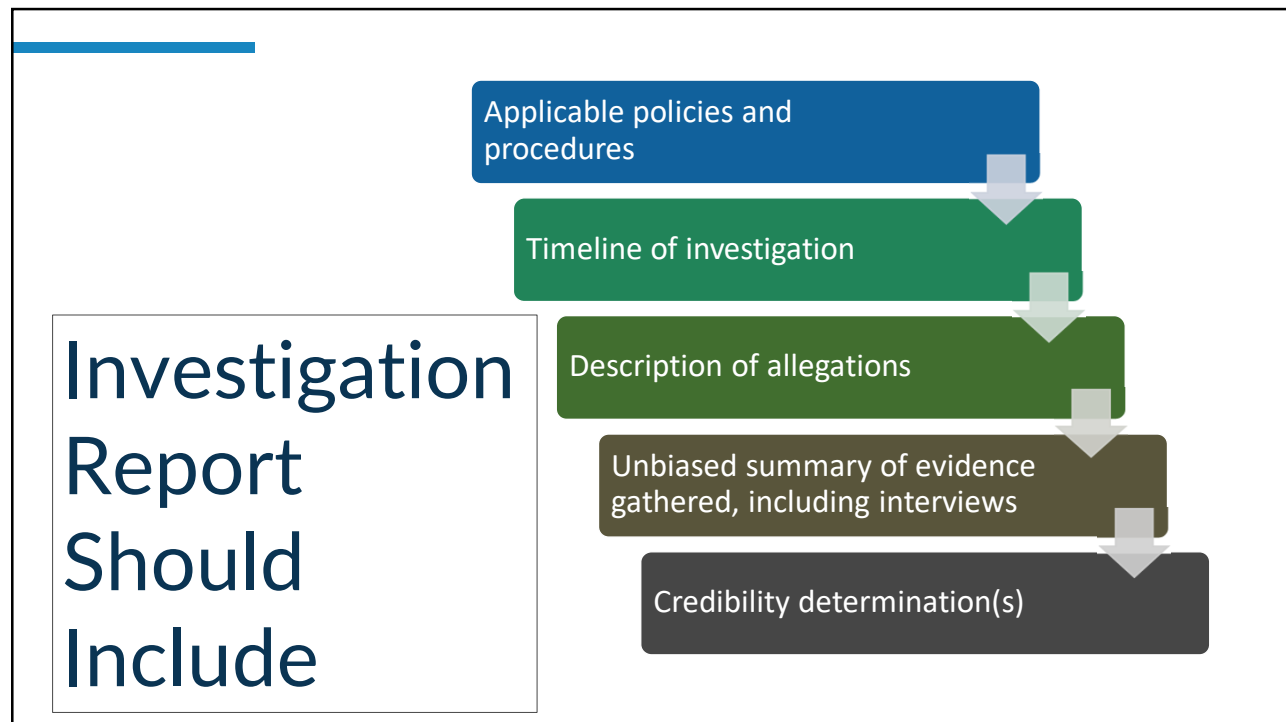 Investigation
Report
Should
Include
Applicable policies and
procedures
Timeline of investigation
Description of allegations
Unbiased summary of evidence
gathered, including interviews
Credibility determination(s)